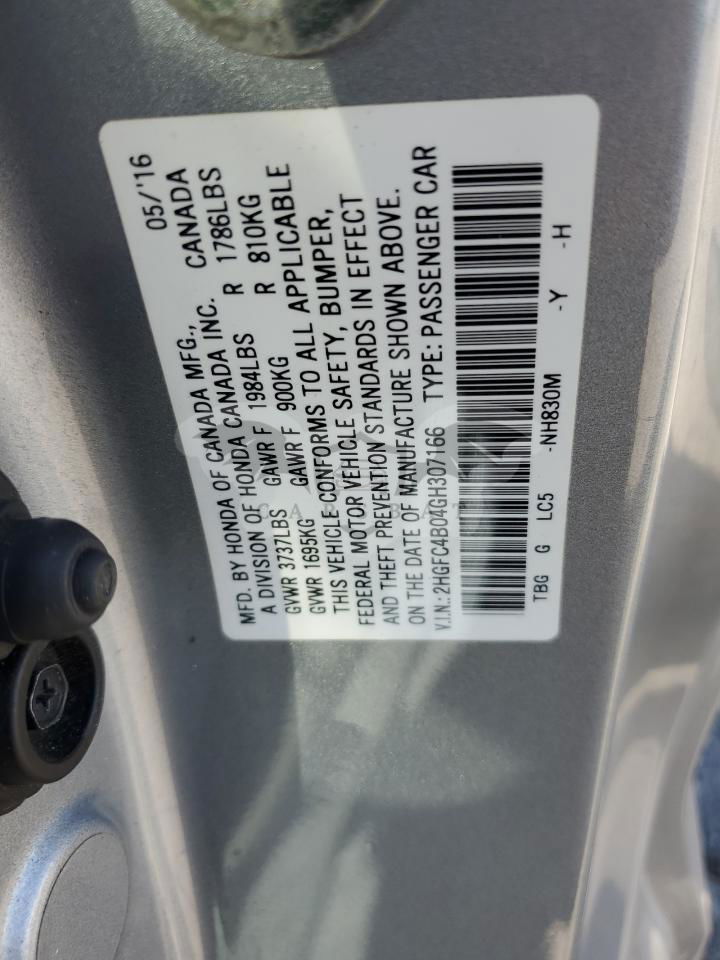 05/'16
MFD. BY HONDA OF CANADA MFG., CANADA
A DIVISION OF HONDA CANADA INC.
GVWR 3737LBS GAWR F 1984LBS R 1786LBS
GVWR 1695KG GAWR F 900KG R 810KG
THIS VEHICLE CONFORMS TO ALL APPLICABLE
FEDERAL MOTOR VEHICLE SAFETY, BUMPER,
AND THEFT PREVENTION STANDARDS IN EFFECT
ON THE DATE OF MANUFACTURE SHOWN ABOVE.
V.I.N.: 2HGFC4B04GH307166 TYPE: PASSENGER CAR
TBG G LC5 -NH830M -Y -H